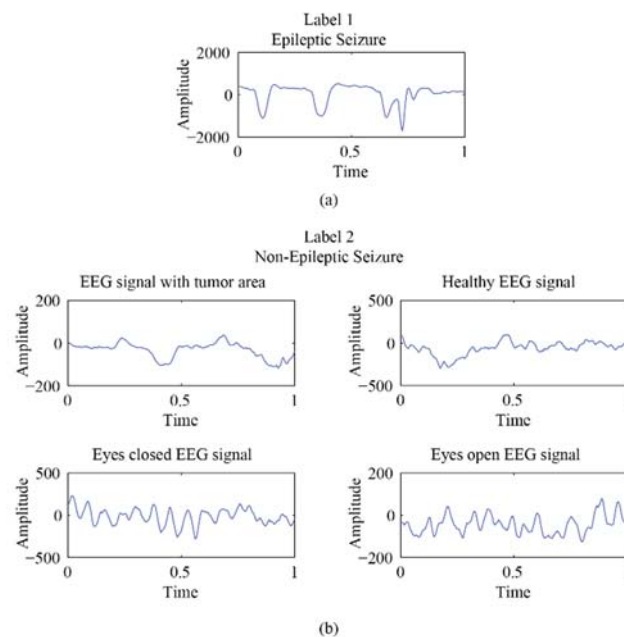 Label 1
Epileptic Seizure
2000
0
−2000
Amplitude
0 0.5 1
Time
(a)
Label 2
Non-Epileptic Seizure
EEG signal with tumor area
200
0
−200
Amplitude
0 0.5 1
Time
Healthy EEG signal
500
0
−500
Amplitude
0 0.5 1
Time
Eyes closed EEG signal
500
0
−500
Amplitude
0 0.5 1
Time
Eyes open EEG signal
200
0
−200
Amplitude
0 0.5 1
Time
(b)